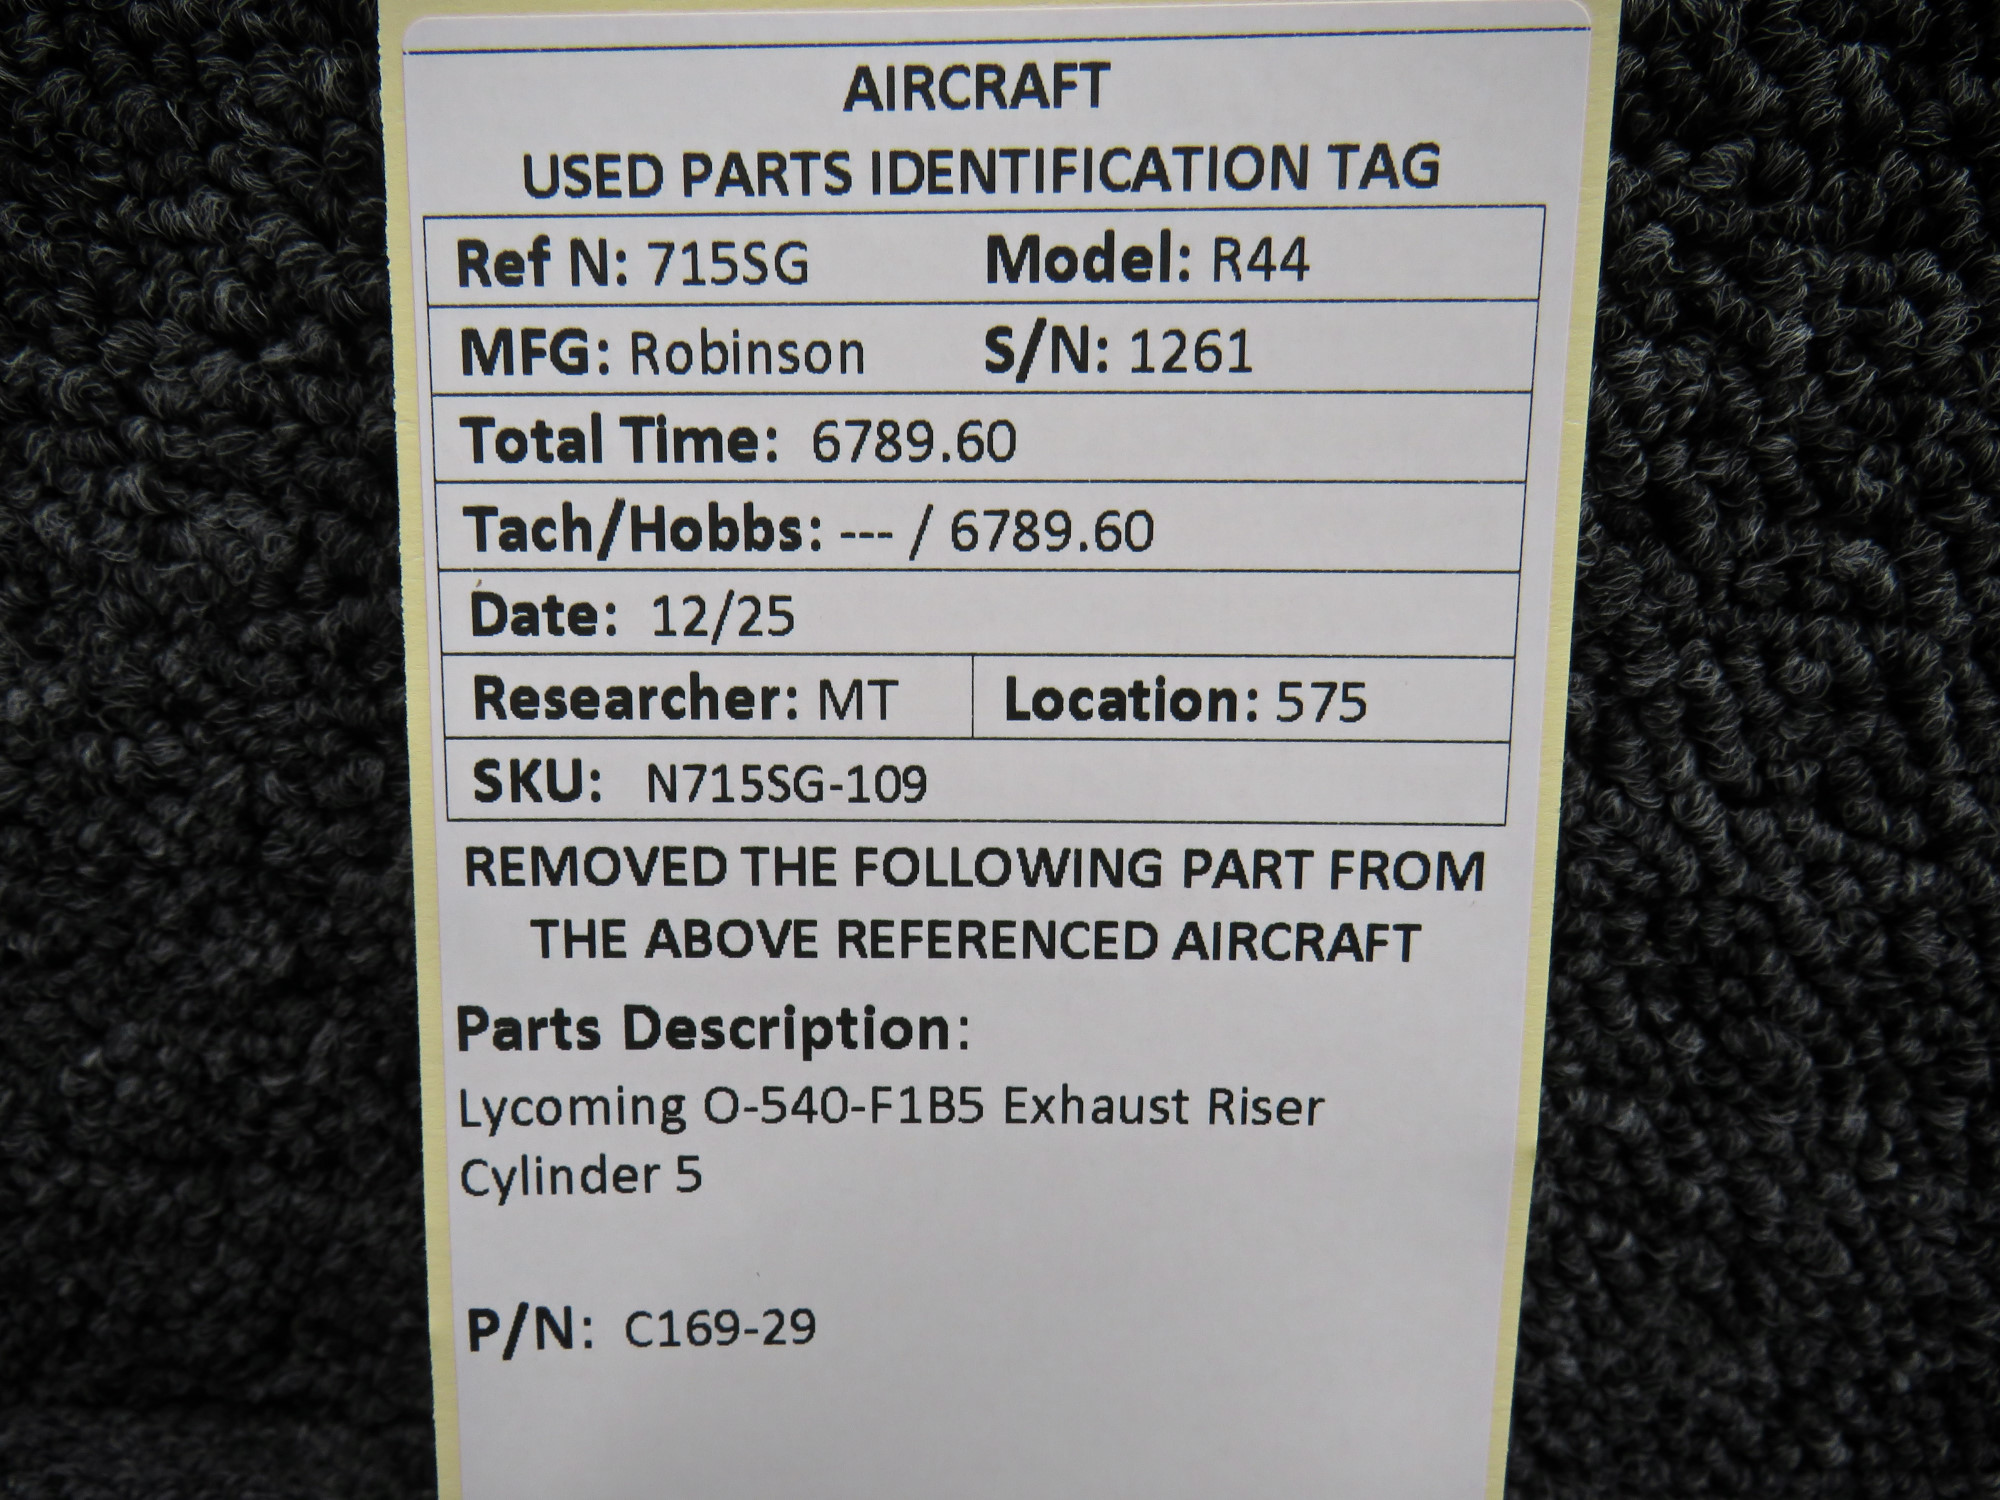 AIRCRAFT
USED PARTS IDENTIFICATION TAG
Ref N: 715SG Model: R44
MFG: Robinson S/N: 1261
Total Time: 6789.60
Tach/Hobbs: --- / 6789.60
Date: 12/25
Researcher: MT Location: 575
SKU: N715SG-109
REMOVED THE FOLLOWING PART FROM
THE ABOVE REFERENCED AIRCRAFT
Parts Description:
Lycoming O-540-F1B5 Exhaust Riser
Cylinder 5
P/N: C169-29